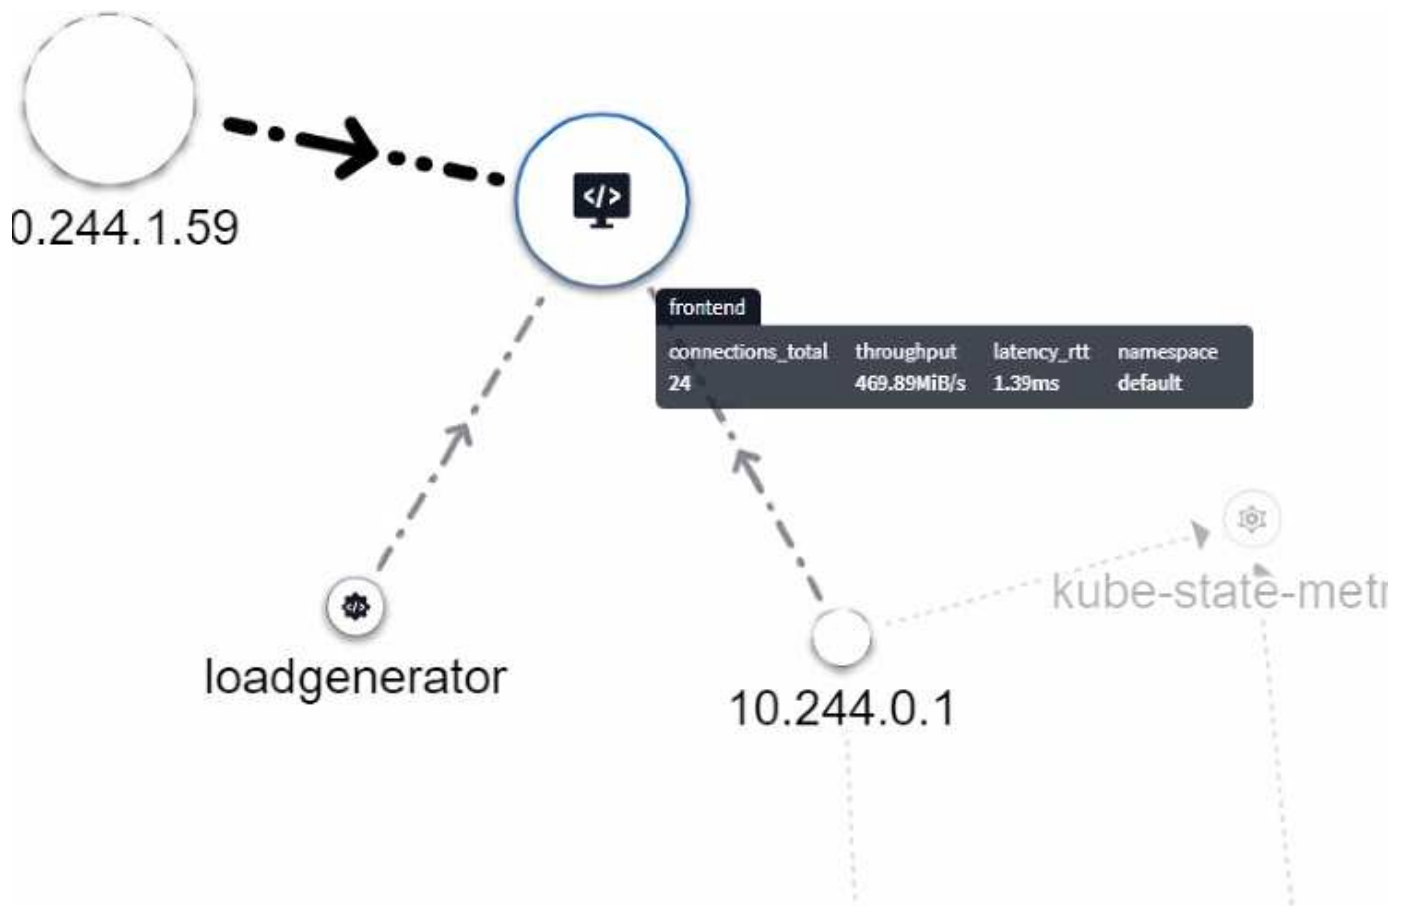 0.244.1.59
</>
frontend
connections_total throughput latency_rtt namespace
24 469.89MiB/s 1.39ms default
</>
kube-state-metr
loadgenerator
10.244.0.1